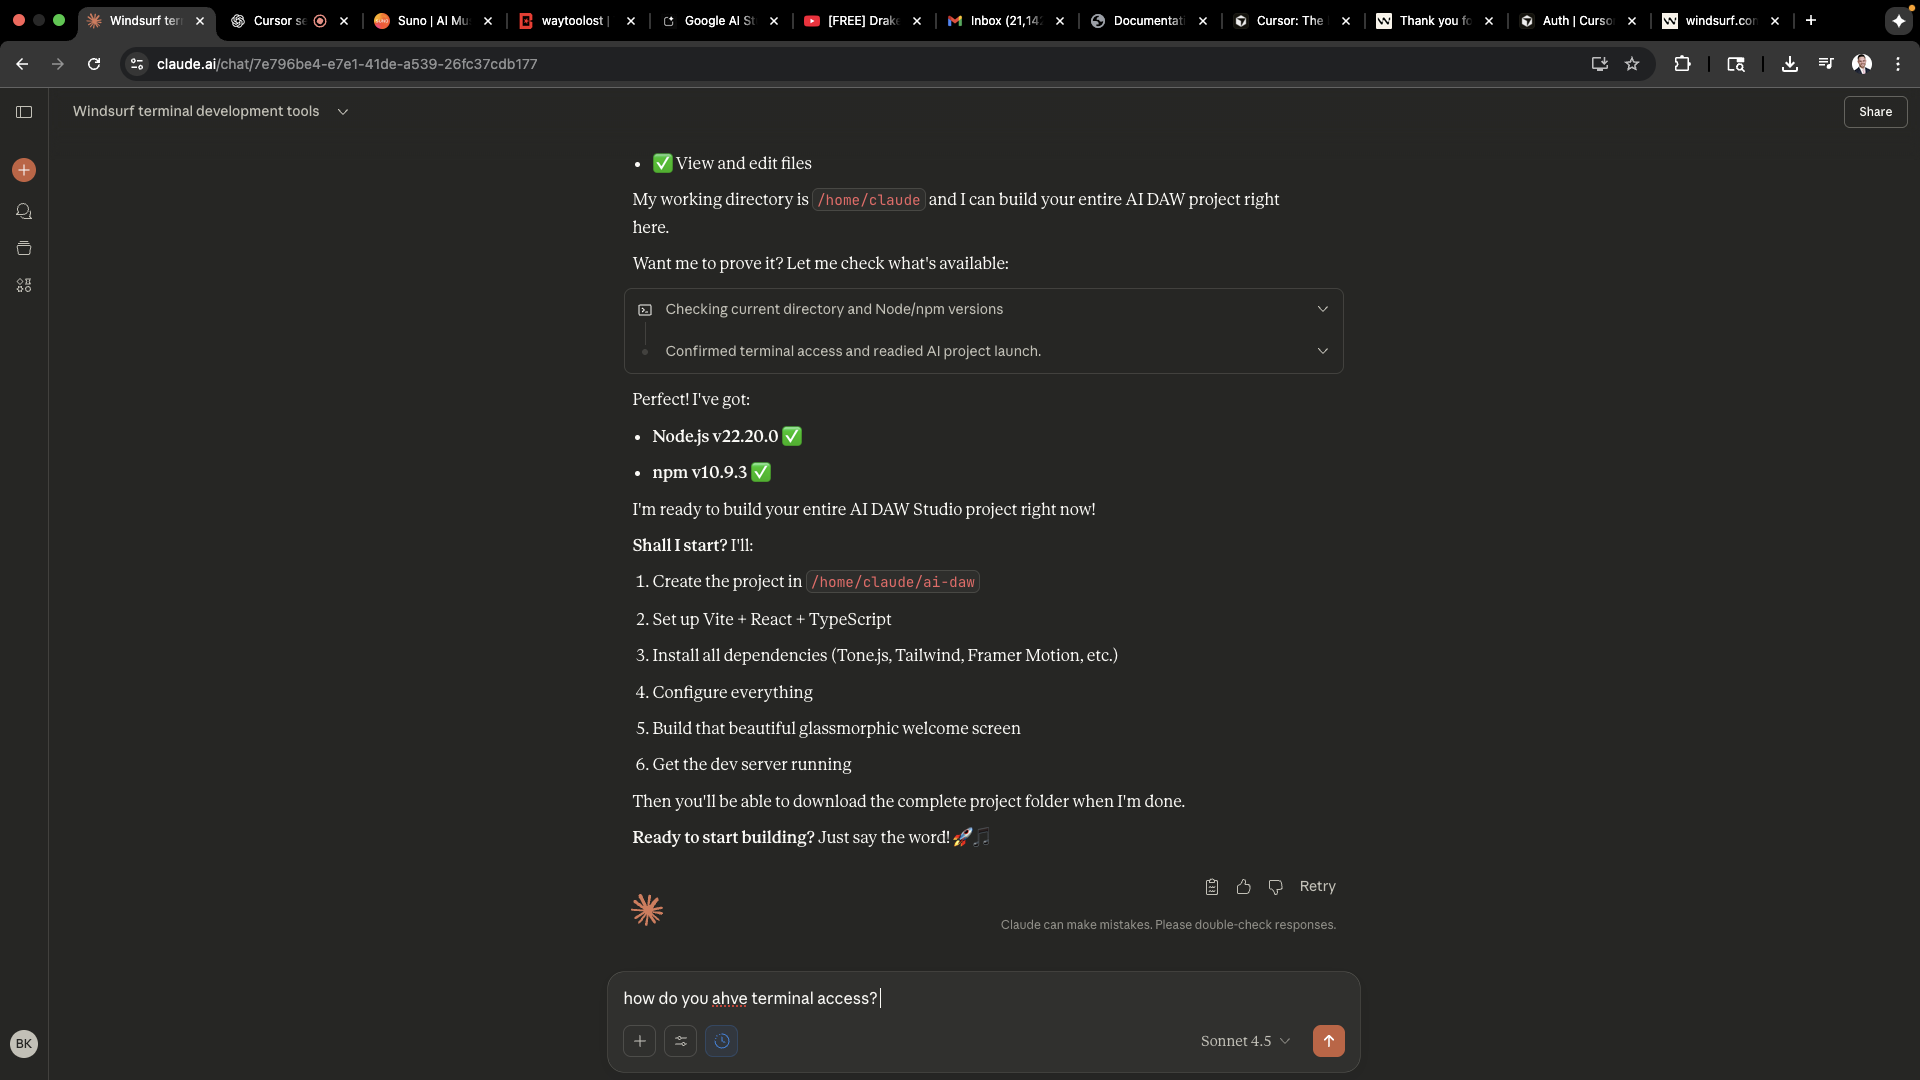 Windsurf ter
Cursor se
Suno | AI Mu
waytoolost |
Google AI St
[FREE] Drake
Inbox (21,142
Documentati
Cursor: The
Thank you fo
Auth | Curso
windsurf.con
claude.ai/chat/7e796be4-e7e1-41de-a539-26fc37cdb177
Windsurf terminal development tools
Share
• ✅ View and edit files
My working directory is /home/claude and I can build your entire AI DAW project right
here.
Want me to prove it? Let me check what's available:
Checking current directory and Node/npm versions
Confirmed terminal access and readied AI project launch.
Perfect! I've got:
• Node.js v22.20.0 ✅
• npm v10.9.3 ✅
I'm ready to build your entire AI DAW Studio project right now!
Shall I start? I'll:
1. Create the project in /home/claude/ai-daw
2. Set up Vite + React + TypeScript
3. Install all dependencies (Tone.js, Tailwind, Framer Motion, etc.)
4. Configure everything
5. Build that beautiful glassmorphic welcome screen
6. Get the dev server running
Then you'll be able to download the complete project folder when I'm done.
Ready to start building? Just say the word! 🚀🎵
Retry
Claude can make mistakes. Please double-check responses.
how do you ahve terminal access?
Sonnet 4.5
BK